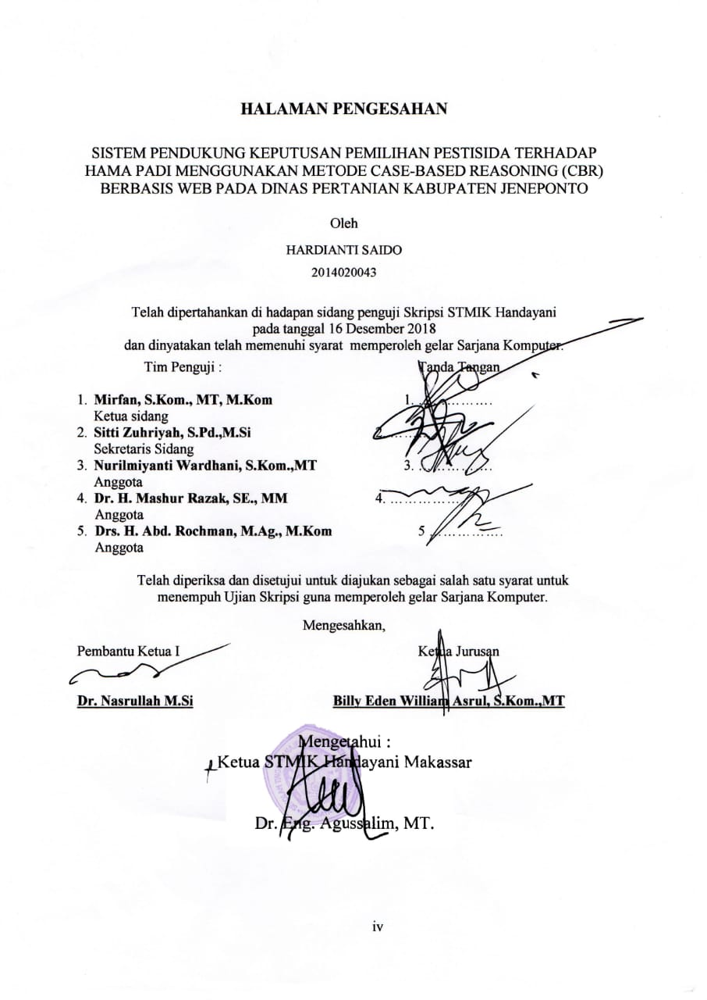 HALAMAN PENGESAHAN
SISTEM PENDUKUNG KEPUTUSAN PEMILIHAN PESTISIDA TERHADAP
HAMA PADI MENGGUNAKAN METODE CASE-BASED REASONING (CBR)
BERBASIS WEB PADA DINAS PERTANIAN KABUPATEN JENEPONTO
Oleh
HARDIANTI SAIDO
2014020043
Telah dipertahankan di hadapan sidang penguji Skripsi STMIK Handayani
pada tanggal 16 Desember 2018
dan dinyatakan telah memenuhi syarat memperoleh gelar Sarjana Komputer.
Tim Penguji : Tanda Tangan
1. Mirfan, S.Kom., MT, M.Kom 1. ..............
Ketua sidang
2. Sitti Zuhriyah, S.Pd.,M.Si 2. ..............
Sekretaris Sidang
3. Nurilmiyanti Wardhani, S.Kom.,MT 3. ..............
Anggota
4. Dr. H. Mashur Razak, SE., MM 4. ..............
Anggota
5. Drs. H. Abd. Rochman, M.Ag., M.Kom 5 ..............
Anggota
Telah diperiksa dan disetujui untuk diajukan sebagai salah satu syarat untuk
menempuh Ujian Skripsi guna memperoleh gelar Sarjana Komputer.
Mengesahkan,
Pembantu Ketua I Ketua Jurusan
Dr. Nasrullah M.Si Billy Eden William Asrul, S.Kom.,MT
Mengetahui :
Ketua STMIK Handayani Makassar
Dr. Eng. Agussalim, MT.
iv